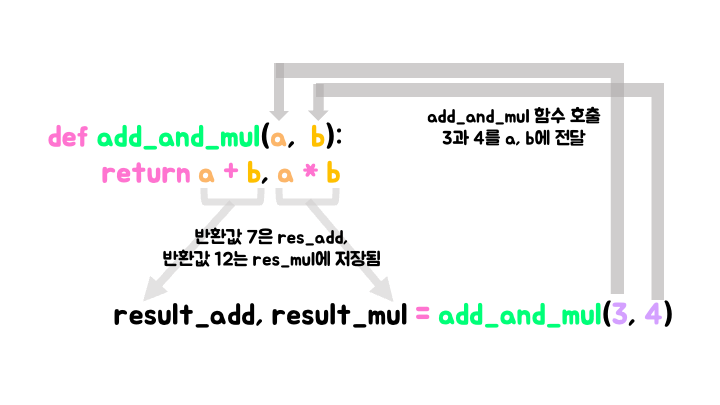 def add_and_mul(a, b):
return a + b, a * b
add_and_mul 함수 호출
3과 4를 a, b에 전달
반환값 7은 res_add,
반환값 12는 res_mul에 저장됨
result_add, result_mul = add_and_mul(3, 4)